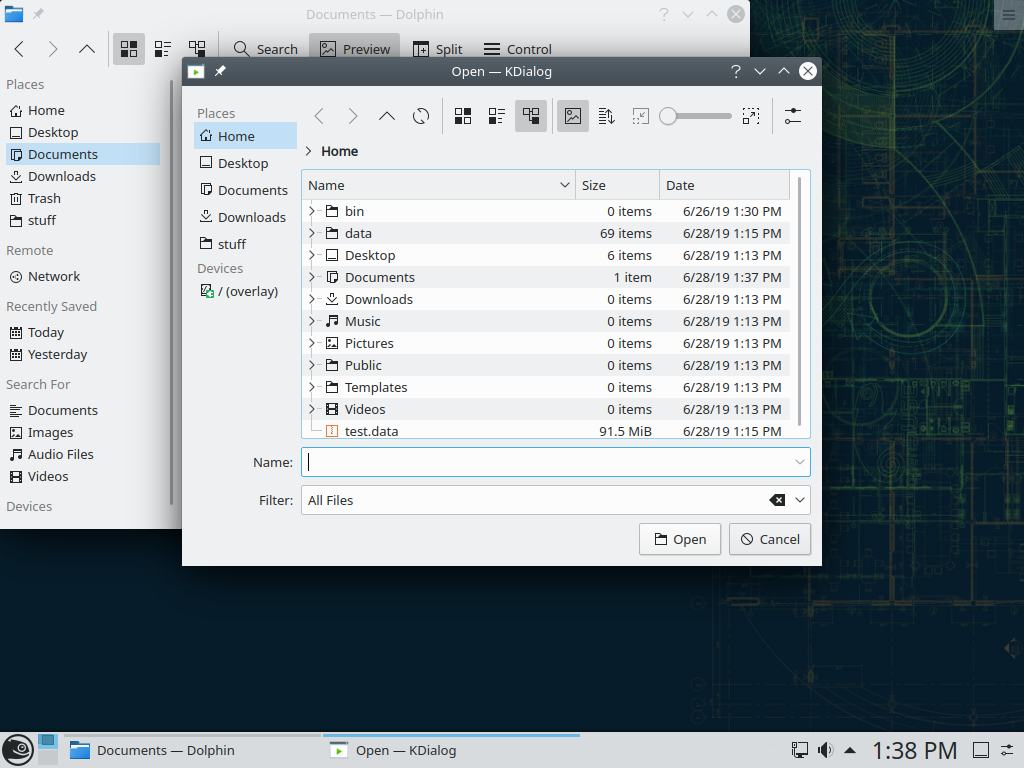 Documents — Dolphin
Search Preview Split Control
Places
Home
Desktop
Documents
Downloads
Trash
stuff
Remote
Network
Recently Saved
Today
Yesterday
Search For
Documents
Images
Audio Files
Videos
Devices
Open — KDialog
Places
Home
Desktop
Documents
Downloads
stuff
Devices
/ (overlay)
Home
Name Size Date
bin 0 items 6/26/19 1:30 PM
data 69 items 6/28/19 1:15 PM
Desktop 6 items 6/28/19 1:13 PM
Documents 1 item 6/28/19 1:37 PM
Downloads 0 items 6/28/19 1:13 PM
Music 0 items 6/28/19 1:13 PM
Pictures 0 items 6/28/19 1:13 PM
Public 0 items 6/28/19 1:13 PM
Templates 0 items 6/28/19 1:13 PM
Videos 0 items 6/28/19 1:13 PM
test.data 91.5 MiB 6/28/19 1:15 PM
Name:
Filter: All Files
Open Cancel
Documents — Dolphin Open — KDialog 1:38 PM